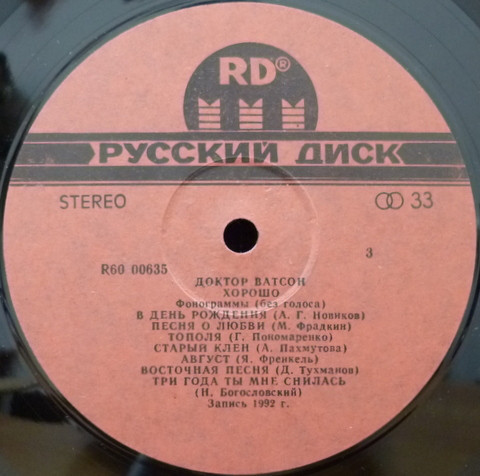 RD®
РУССКИЙ ДИСК
STEREO
33
R60 00635
3
ДОКТОР ВАТСОН
ХОРОШО
Фонограммы (без голоса)
В ДЕНЬ РОЖДЕНИЯ (А. Г. Новиков)
ПЕСНЯ О ЛЮБВИ (М. Фрадкин)
ТОПОЛЯ (Г. Пономаренко)
СТАРЫЙ КЛЕН (А. Пахмутова)
АВГУСТ (Я. Френкель)
ВОСТОЧНАЯ ПЕСНЯ (Д. Тухманов)
ТРИ ГОДА ТЫ МНЕ СНИЛАСЬ
(Н. Богословский)
Запись 1992 г.